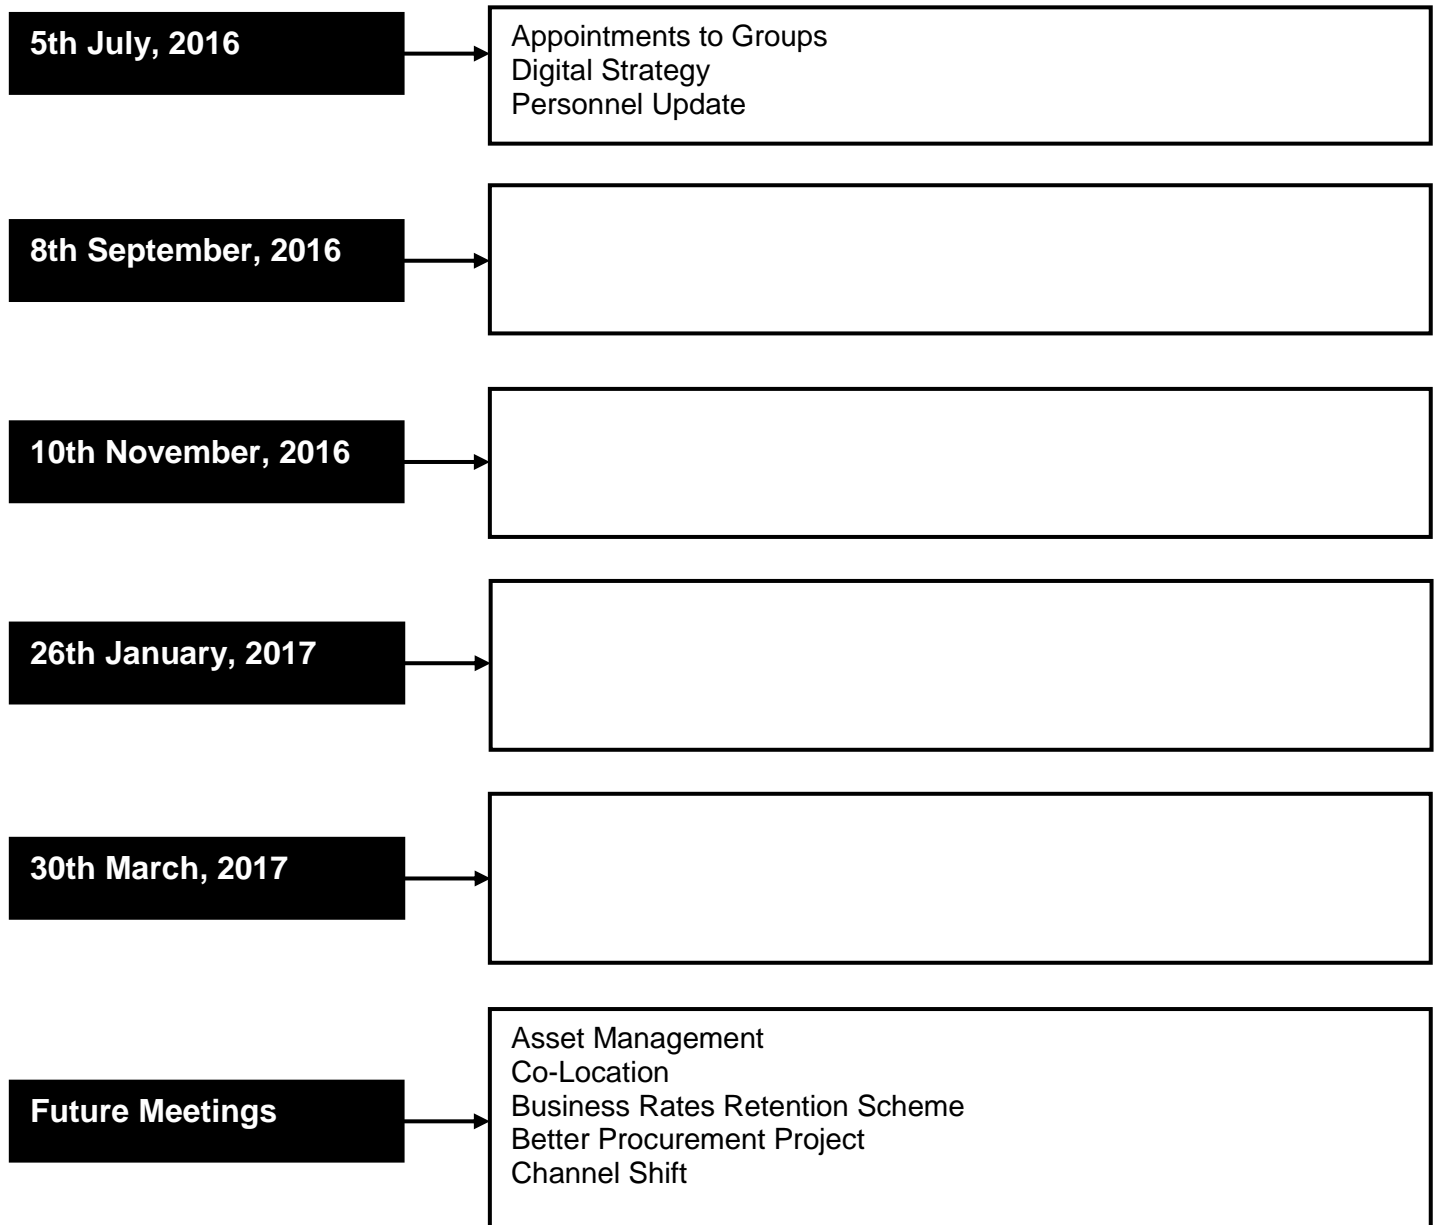 5th July, 2016
Appointments to Groups
Digital Strategy
Personnel Update
8th September, 2016
10th November, 2016
26th January, 2017
30th March, 2017
Future Meetings
Asset Management
Co-Location
Business Rates Retention Scheme
Better Procurement Project
Channel Shift